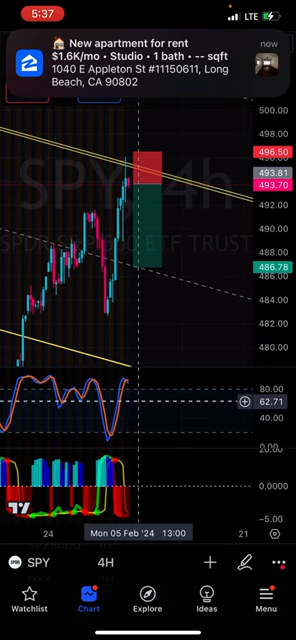 5:37
LTE
New apartment for rent
now
$1.6K/mo • Studio • 1 bath • -- sqft
1040 E Appleton St #11150611, Long
Beach, CA 90802
500.00
498.00
496.50
493.81
493.70
492.00
490.00
488.00
486.78
484.00
482.00
480.00
SPY, 4h
80.00
62.71
40.00
20.00
0.0000
−5.00
24
Mon 05 Feb '24 13:00
21
SPY
4H
Watchlist
Chart
Explore
Ideas
Menu